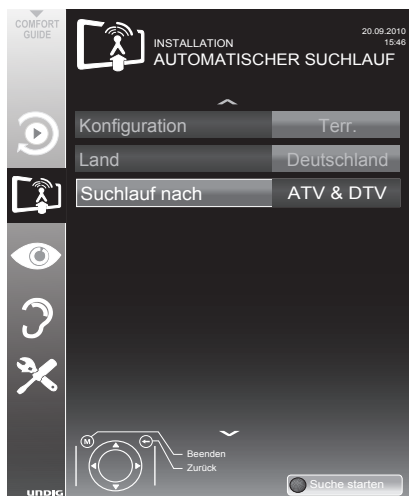 COMFORT
GUIDE
INSTALLATION
AUTOMATISCHER SUCHLAUF
20.09.2010
15:46
Konfiguration Terr.
Land Deutschland
Suchlauf nach ATV & DTV
M
Beenden
Zurück
Suche starten